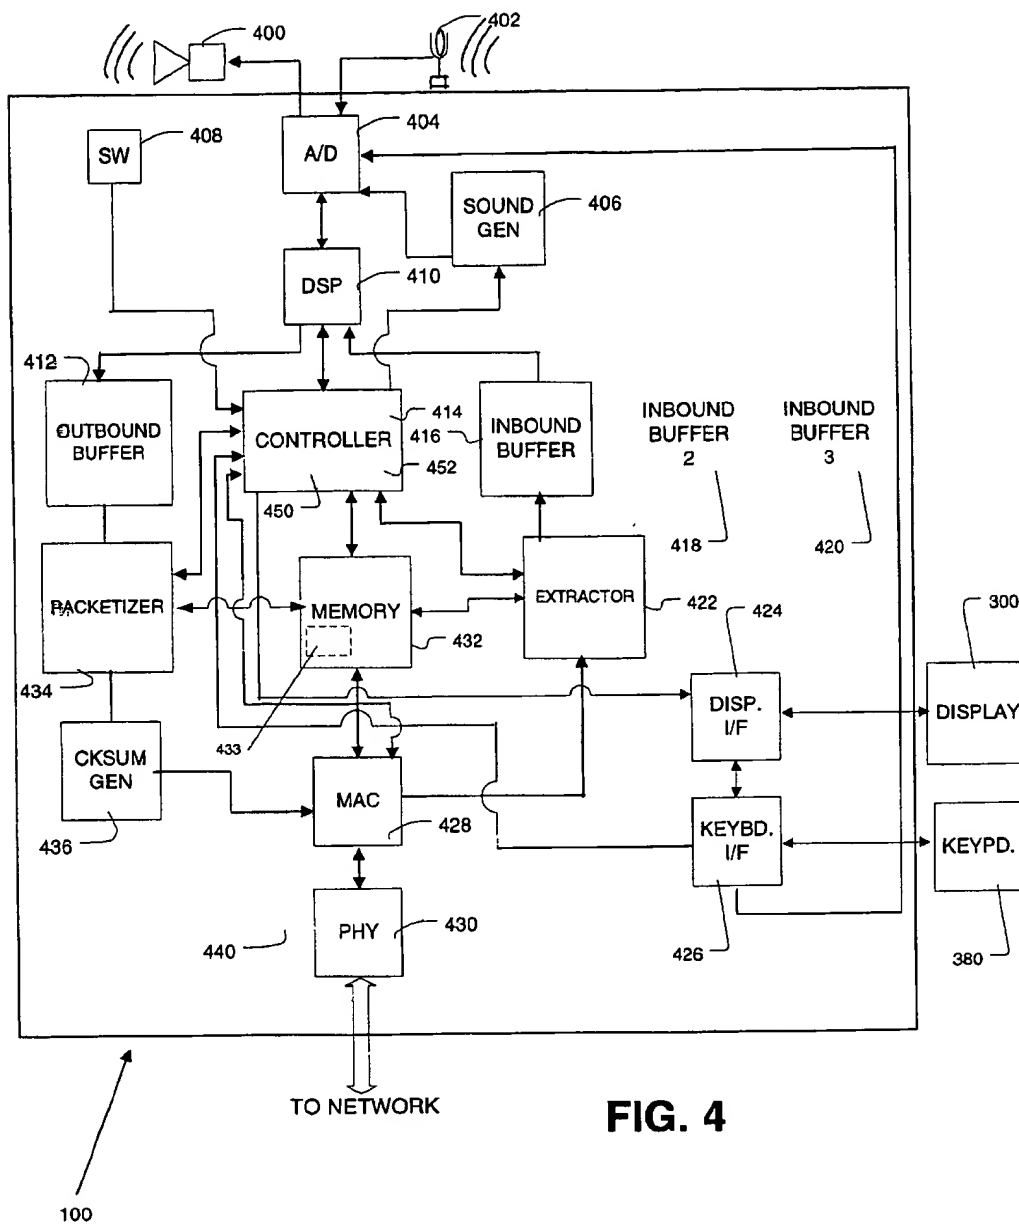 400
402
408
SW
404
A/D
SOUND
GEN
406
DSP
410
412
OUTBOUND
BUFFER
CONTROLLER
414
416
452
450
INBOUND
BUFFER
INBOUND
BUFFER
2
INBOUND
BUFFER
3
418
420
PACKETIZER
434
MEMORY
432
433
EXTRACTOR
422
424
300
DISP.
I/F
DISPLAY
CKSUM
GEN
436
MAC
428
KEYBD.
I/F
KEYPD.
426
380
PHY
430
440
TO NETWORK
FIG. 4
100